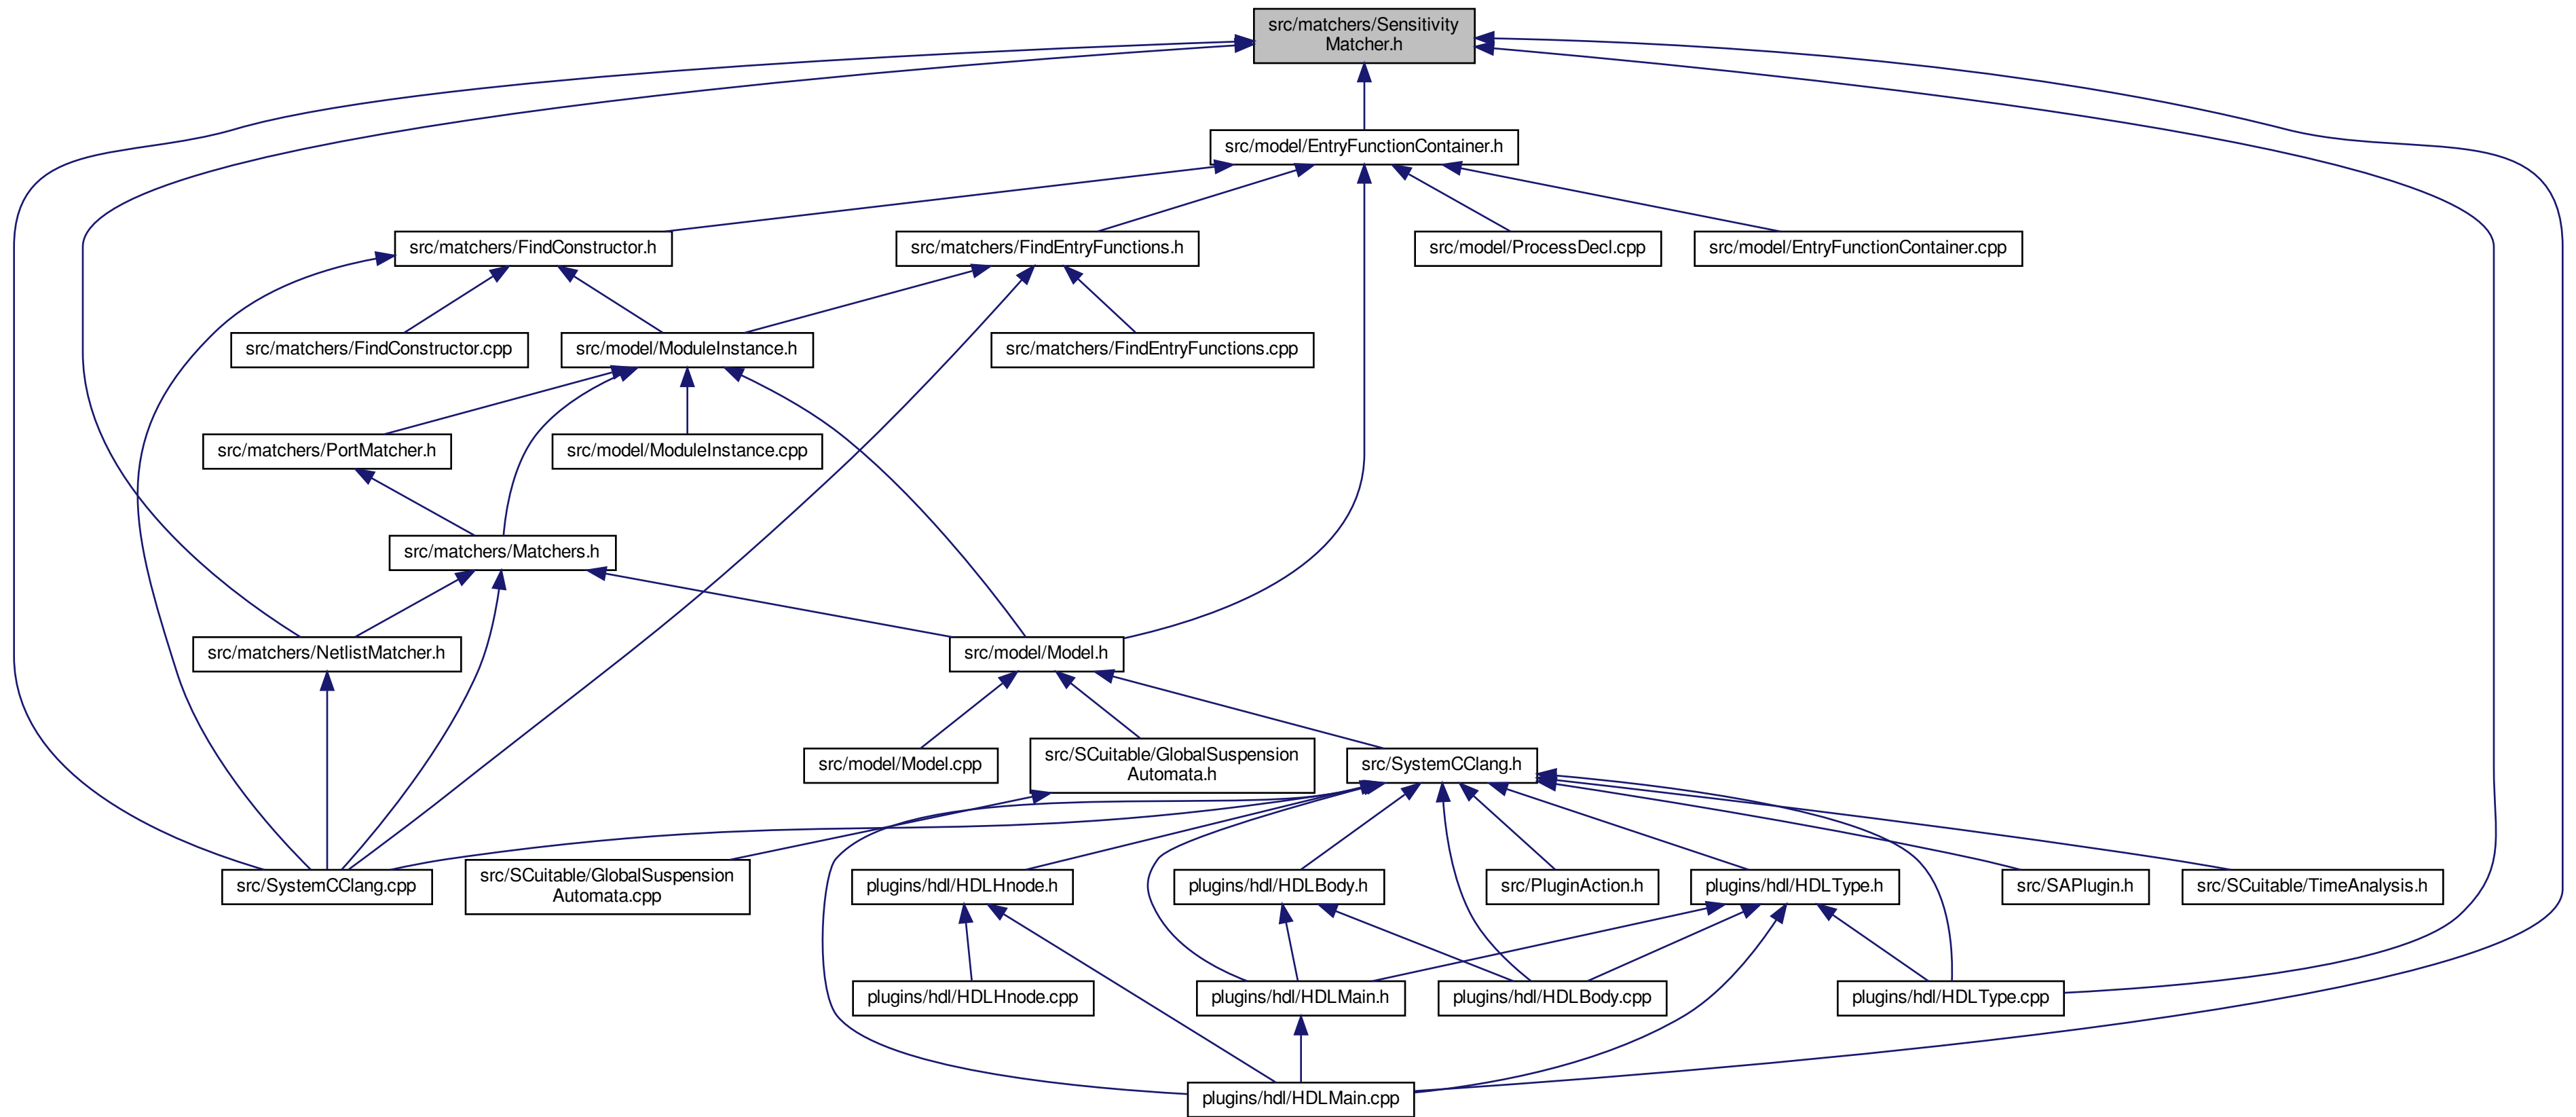 src/matchers/Sensitivity
Matcher.h
src/model/EntryFunctionContainer.h
src/matchers/FindConstructor.h
src/matchers/FindEntryFunctions.h
src/model/ProcessDecl.cpp
src/model/EntryFunctionContainer.cpp
src/matchers/FindConstructor.cpp
src/model/ModuleInstance.h
src/matchers/FindEntryFunctions.cpp
src/matchers/PortMatcher.h
src/model/ModuleInstance.cpp
src/matchers/Matchers.h
src/matchers/NetlistMatcher.h
src/model/Model.h
src/model/Model.cpp
src/SCuitable/GlobalSuspension
Automata.h
src/SystemCClang.h
src/SystemCClang.cpp
src/SCuitable/GlobalSuspension
Automata.cpp
plugins/hdl/HDLHnode.h
plugins/hdl/HDLBody.h
src/PluginAction.h
plugins/hdl/HDLType.h
src/SAPlugin.h
src/SCuitable/TimeAnalysis.h
plugins/hdl/HDLHnode.cpp
plugins/hdl/HDLMain.h
plugins/hdl/HDLBody.cpp
plugins/hdl/HDLType.cpp
plugins/hdl/HDLMain.cpp